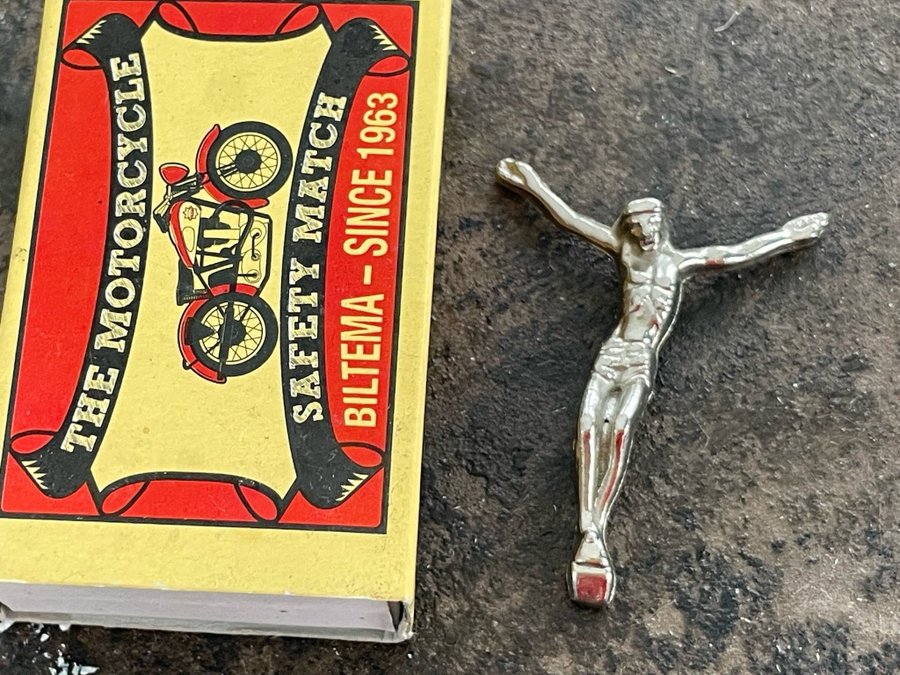 THE MOTORCYCLE
SAFETY MATCH
BILTEMA – SINCE 1963